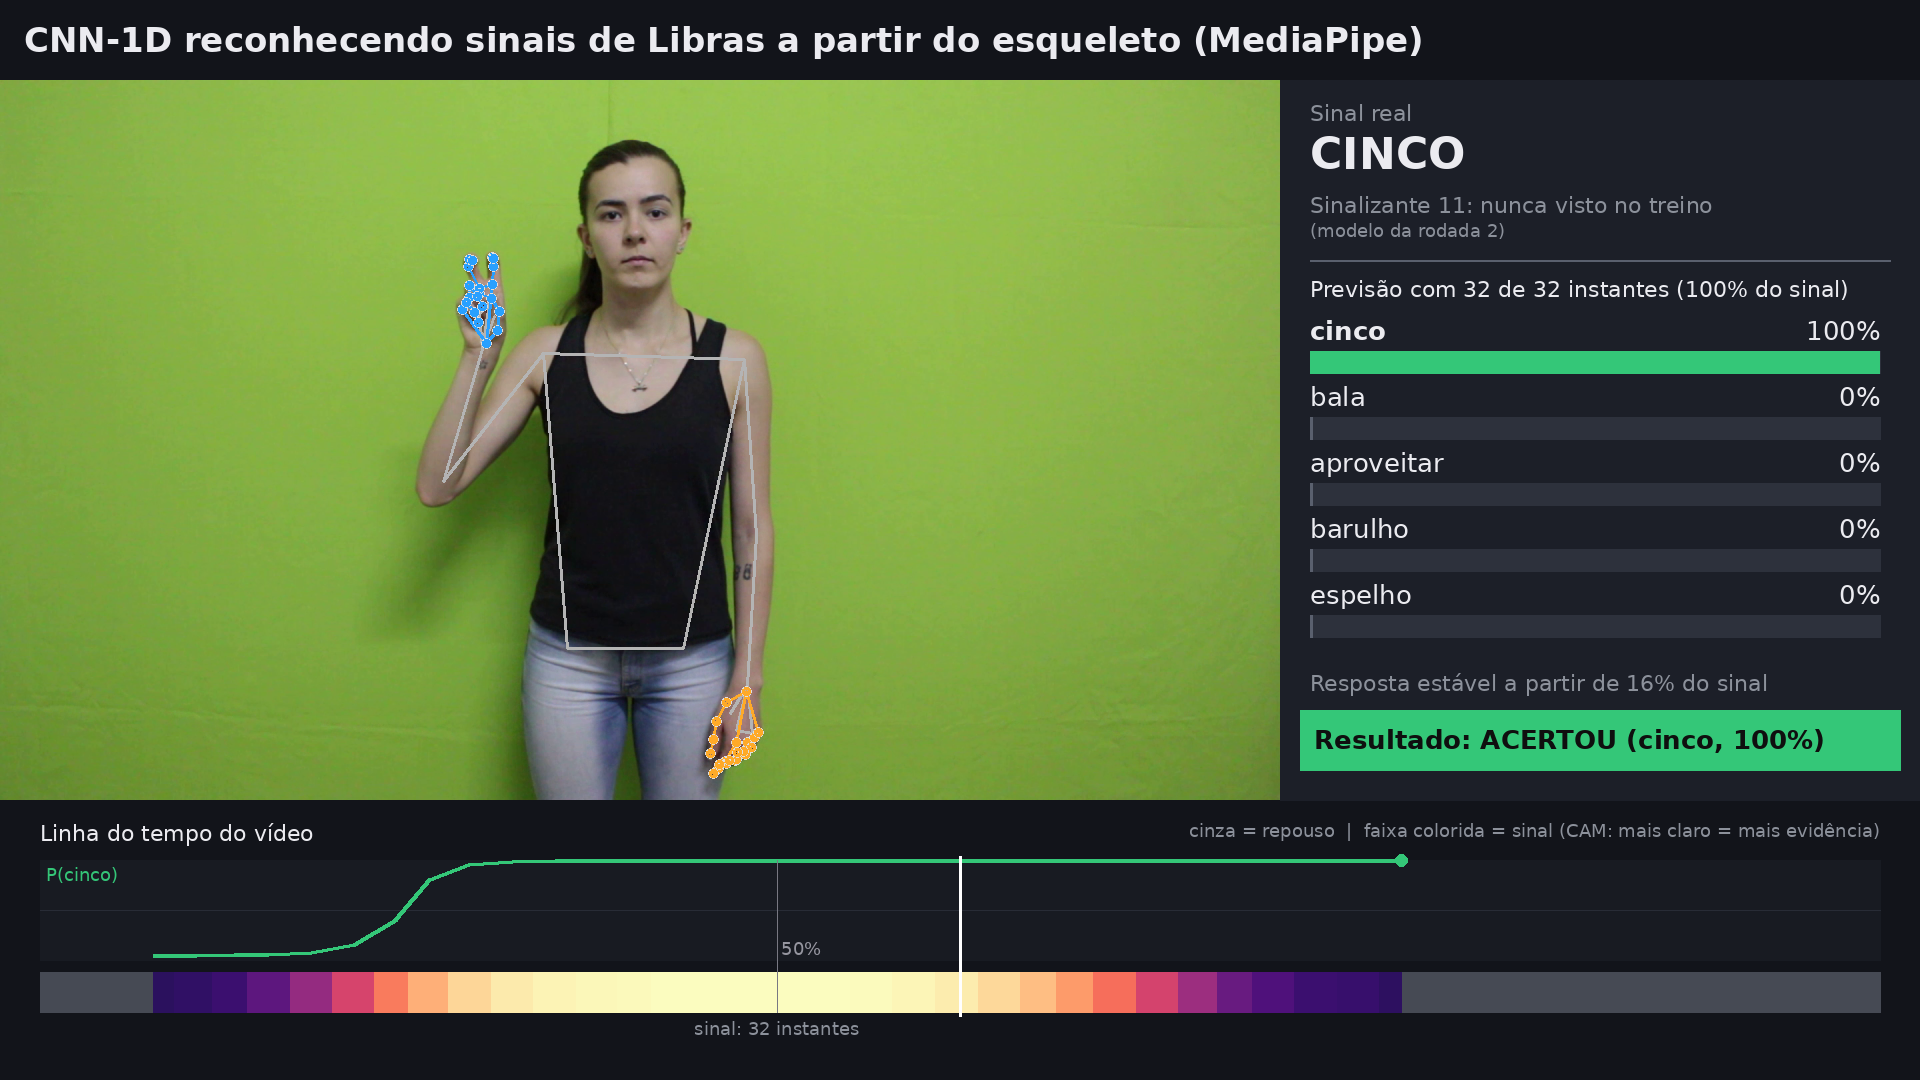 CNN-1D reconhecendo sinais de Libras a partir do esqueleto (MediaPipe)
Sinal real
CINCO
Sinalizante 11: nunca visto no treino
(modelo da rodada 2)
Previsão com 32 de 32 instantes (100% do sinal)
cinco 100%
bala 0%
aproveitar 0%
barulho 0%
espelho 0%
Resposta estável a partir de 16% do sinal
Resultado: ACERTOU (cinco, 100%)
Linha do tempo do vídeo
cinza = repouso | faixa colorida = sinal (CAM: mais claro = mais evidência)
P(cinco)
50%
sinal: 32 instantes